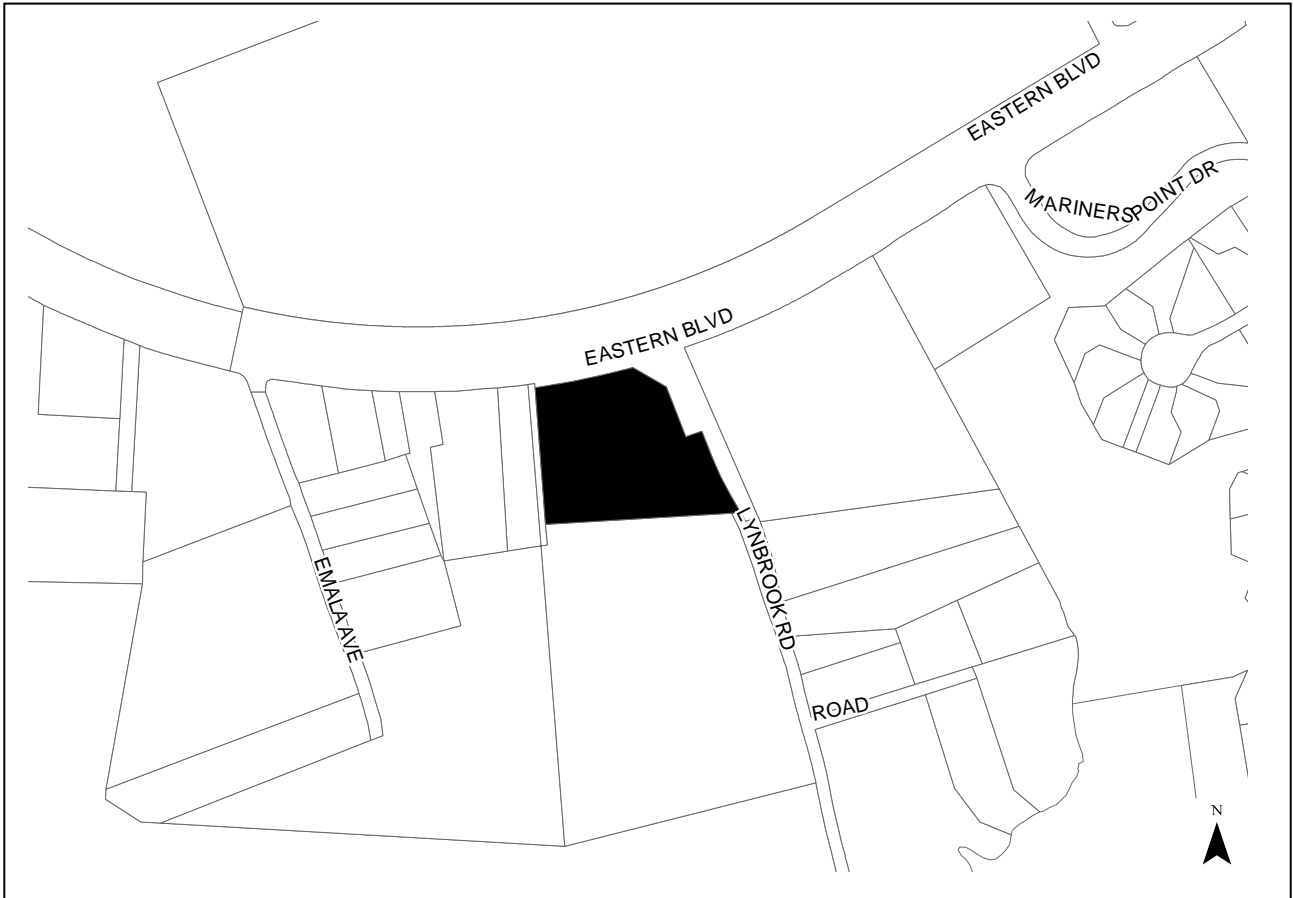 EASTERN BLVD
MARINERS POINT DR
EASTERN BLVD
LYNBROOK RD
EMALA AVE
ROAD
N